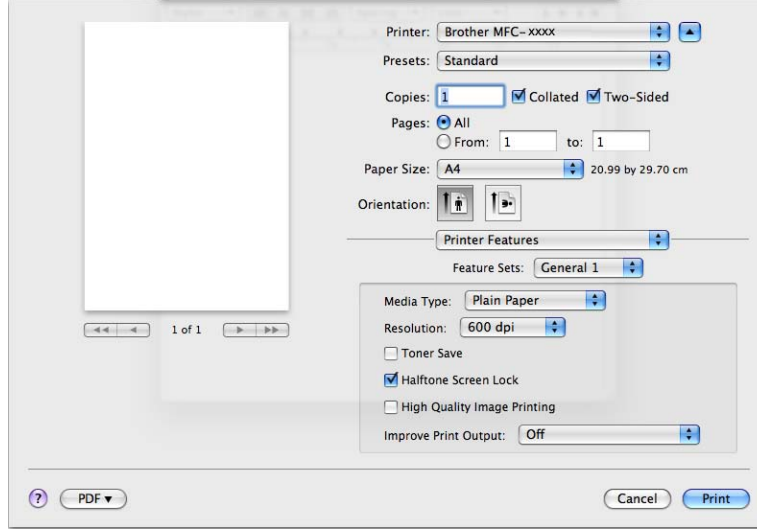 Printer: Brother MFC-xxxx
Presets: Standard
Copies: 1 Collated Two-Sided
Pages: All
From: 1 to: 1
Paper Size: A4 20.99 by 29.70 cm
Orientation:
Printer Features
Feature Sets: General 1
Media Type: Plain Paper
1 of 1
Resolution: 600 dpi
Toner Save
Halftone Screen Lock
High Quality Image Printing
Improve Print Output: Off
? PDF Cancel Print